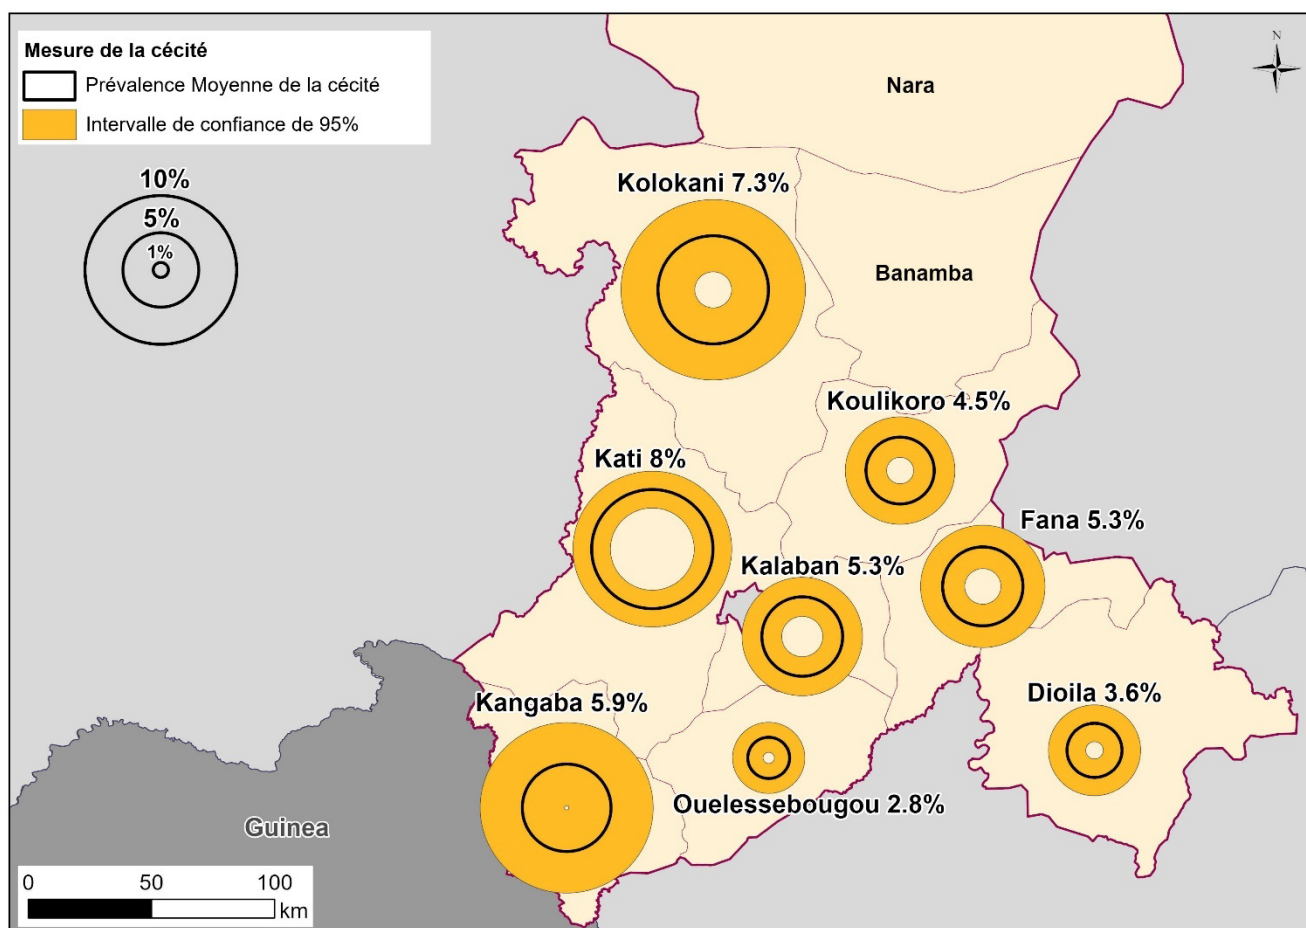 Mesure de la cécité
Prévalence Moyenne de la cécité
Intervalle de confiance de 95%
10%
5%
1%
N
Nara
Kolokani 7.3%
Banamba
Koulikoro 4.5%
Kati 8%
Fana 5.3%
Kalaban 5.3%
Kangaba 5.9%
Dioila 3.6%
Ouelessebougou 2.8%
Guinea
0 50 100
km